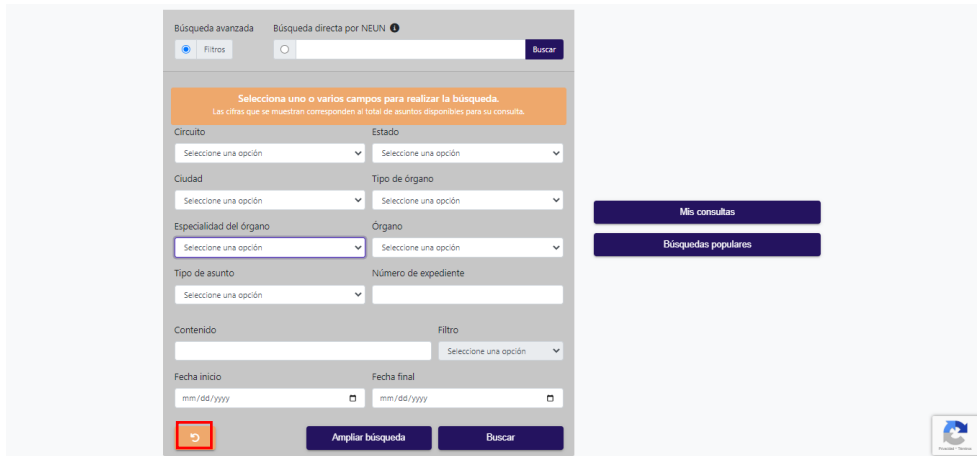 Búsqueda avanzada Búsqueda directa por NEUN
Filtros Buscar
Selecciona uno o varios campos para realizar la búsqueda.
Las cifras que se muestran corresponden al total de asuntos disponibles para su consulta.
Circuito Estado
Seleccione una opción Seleccione una opción
Ciudad Tipo de órgano
Seleccione una opción Seleccione una opción
Mis consultas
Especialidad del órgano Órgano
Seleccione una opción Seleccione una opción
Búsquedas populares
Tipo de asunto Número de expediente
Seleccione una opción
Contenido Filtro
Seleccione una opción
Fecha inicio Fecha final
mm/dd/yyyy mm/dd/yyyy
Ampliar búsqueda Buscar